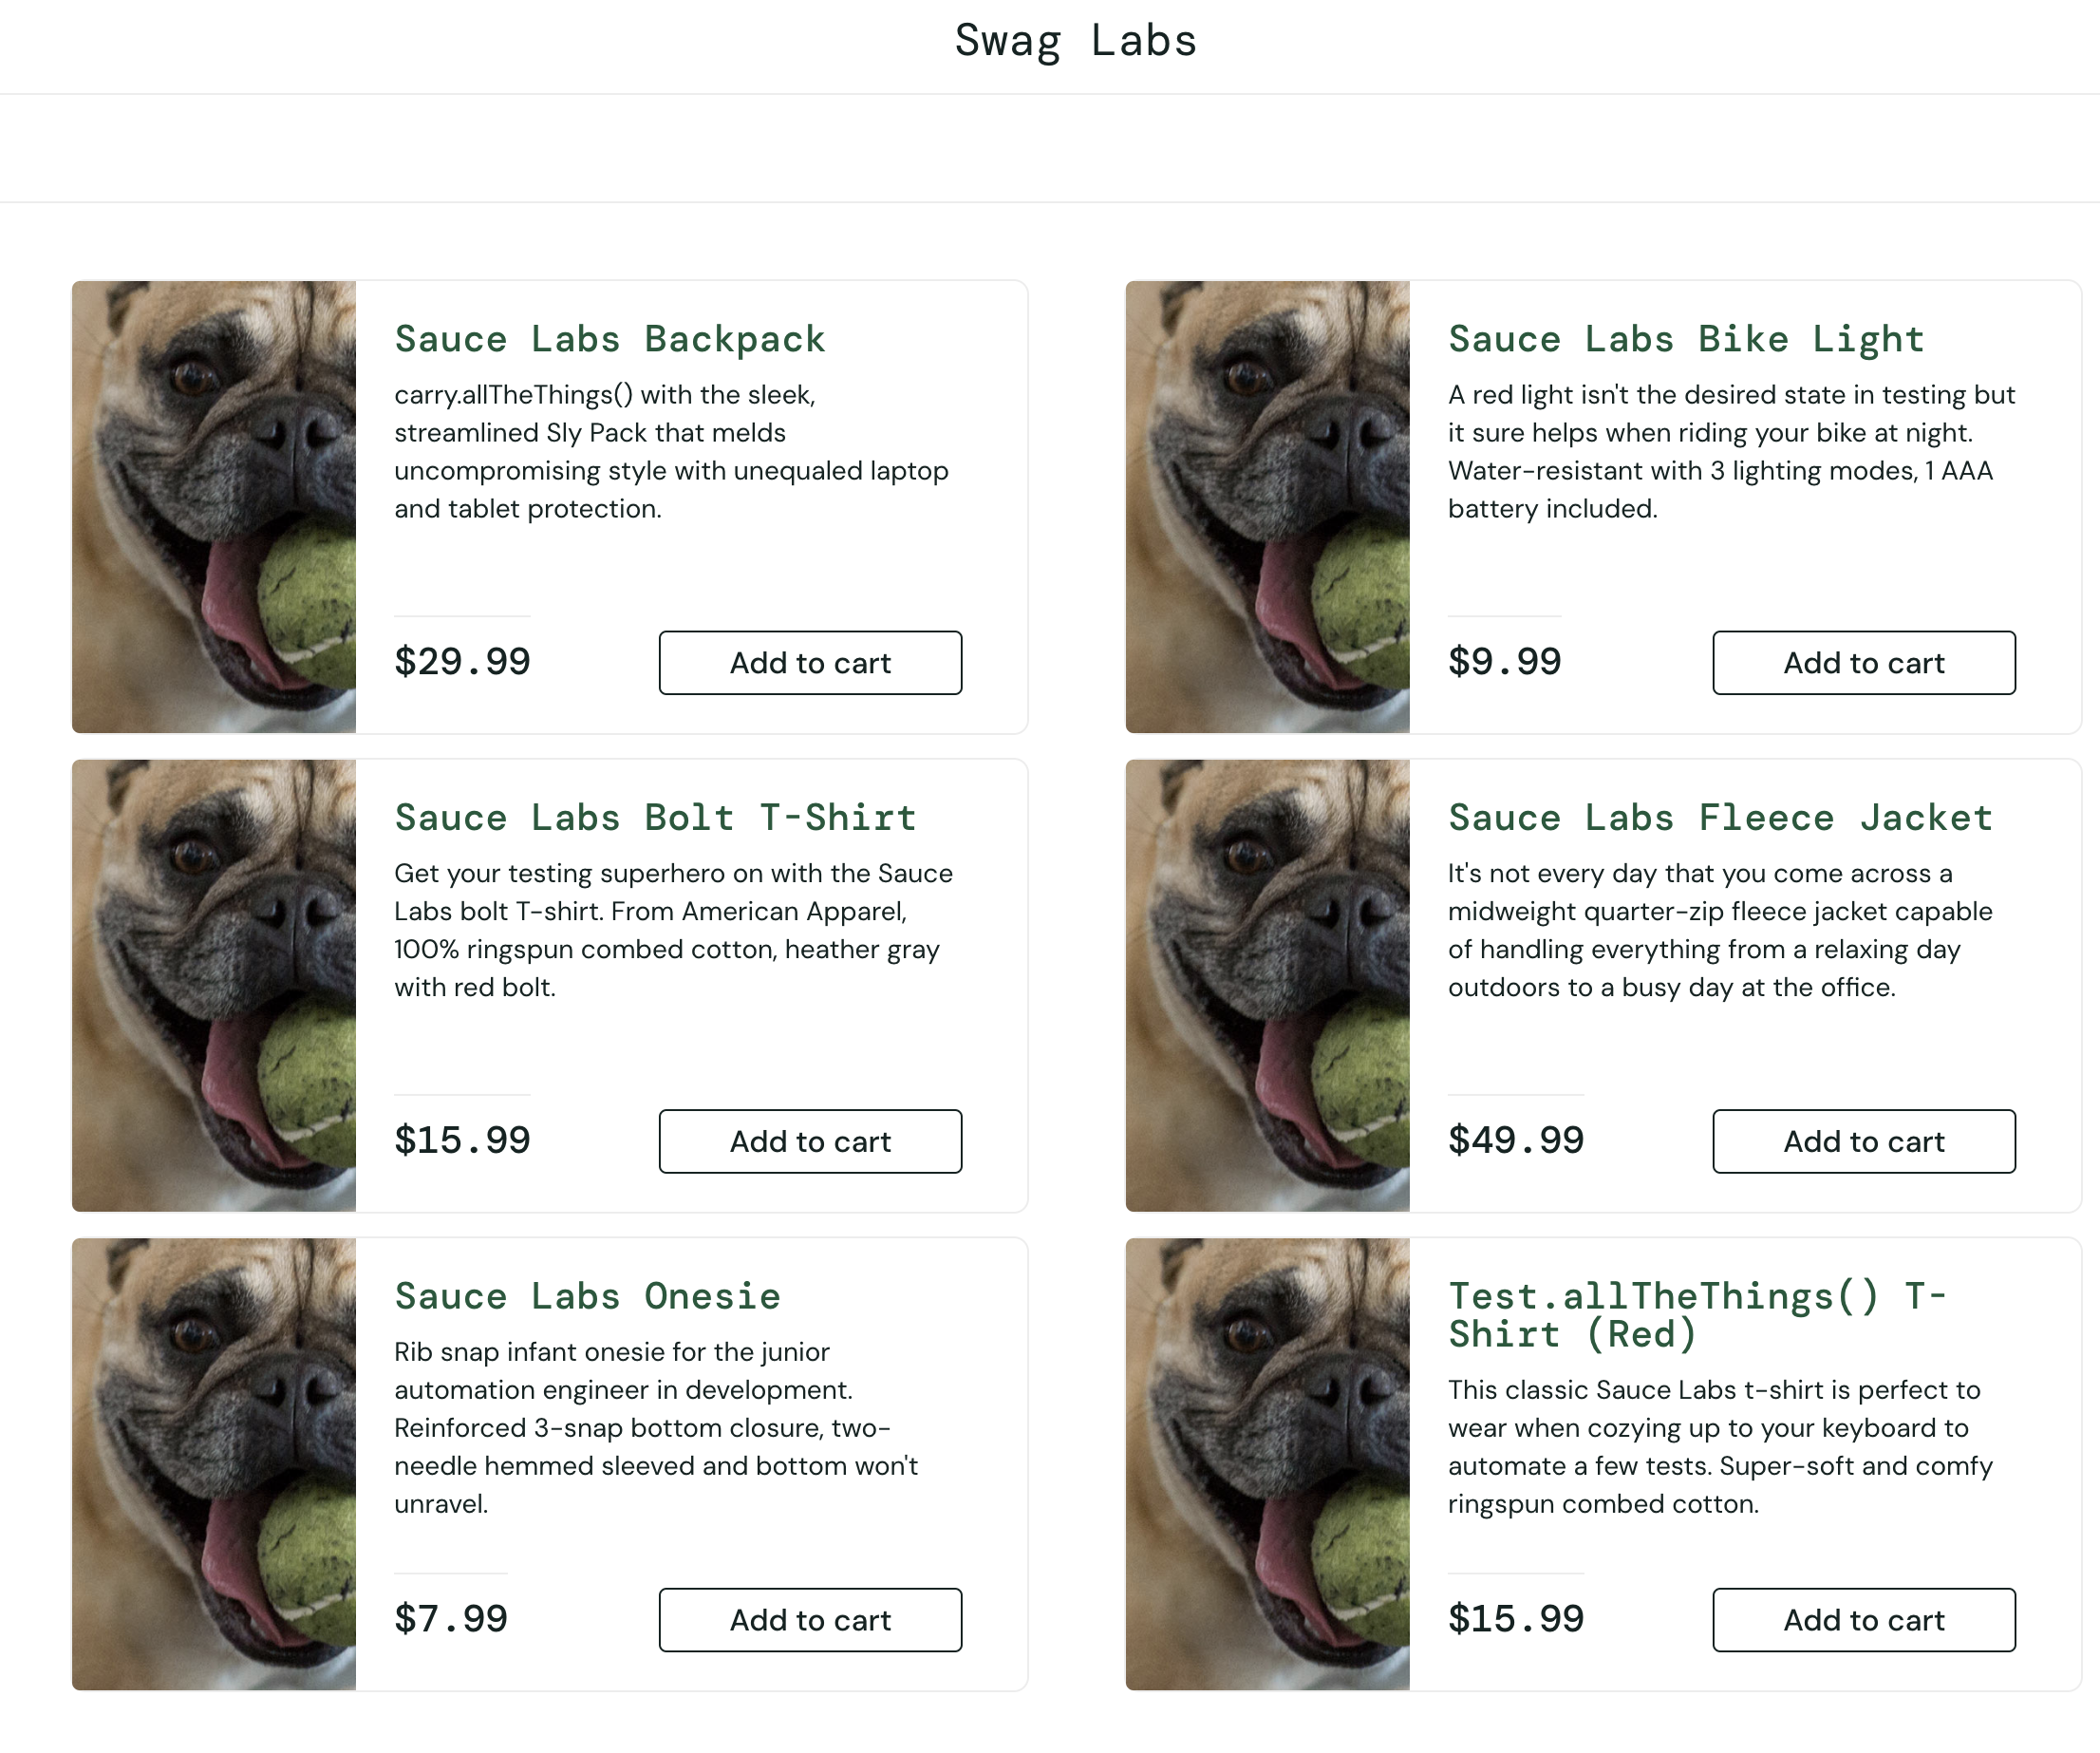 Swag Labs
Sauce Labs Backpack
carry.allTheThings() with the sleek,
streamlined Sly Pack that melds
uncompromising style with unequaled laptop
and tablet protection.
$29.99
Add to cart
Sauce Labs Bike Light
A red light isn't the desired state in testing but
it sure helps when riding your bike at night.
Water-resistant with 3 lighting modes, 1 AAA
battery included.
$9.99
Add to cart
Sauce Labs Bolt T-Shirt
Get your testing superhero on with the Sauce
Labs bolt T-shirt. From American Apparel,
100% ringspun combed cotton, heather gray
with red bolt.
$15.99
Add to cart
Sauce Labs Fleece Jacket
It's not every day that you come across a
midweight quarter-zip fleece jacket capable
of handling everything from a relaxing day
outdoors to a busy day at the office.
$49.99
Add to cart
Sauce Labs Onesie
Rib snap infant onesie for the junior
automation engineer in development.
Reinforced 3-snap bottom closure, two-
needle hemmed sleeved and bottom won't
unravel.
$7.99
Add to cart
Test.allTheThings() T-
Shirt (Red)
This classic Sauce Labs t-shirt is perfect to
wear when cozying up to your keyboard to
automate a few tests. Super-soft and comfy
ringspun combed cotton.
$15.99
Add to cart